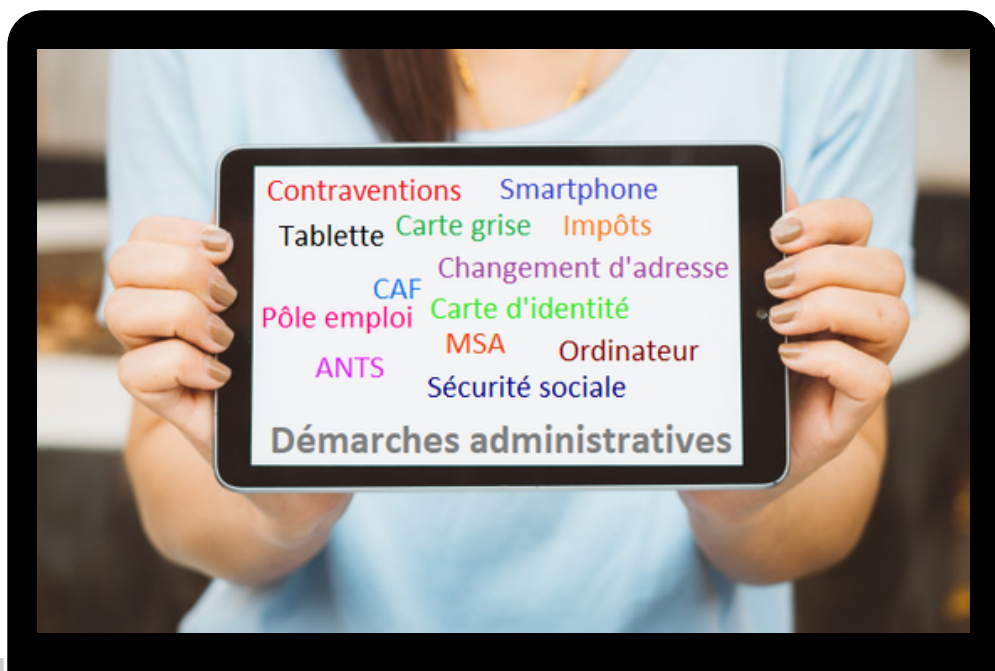 Contraventions Smartphone
Tablette Carte grise Impôts
Changement d'adresse
CAF
Pôle emploi Carte d'identité
MSA Ordinateur
ANTS
Sécurité sociale
Démarches administratives